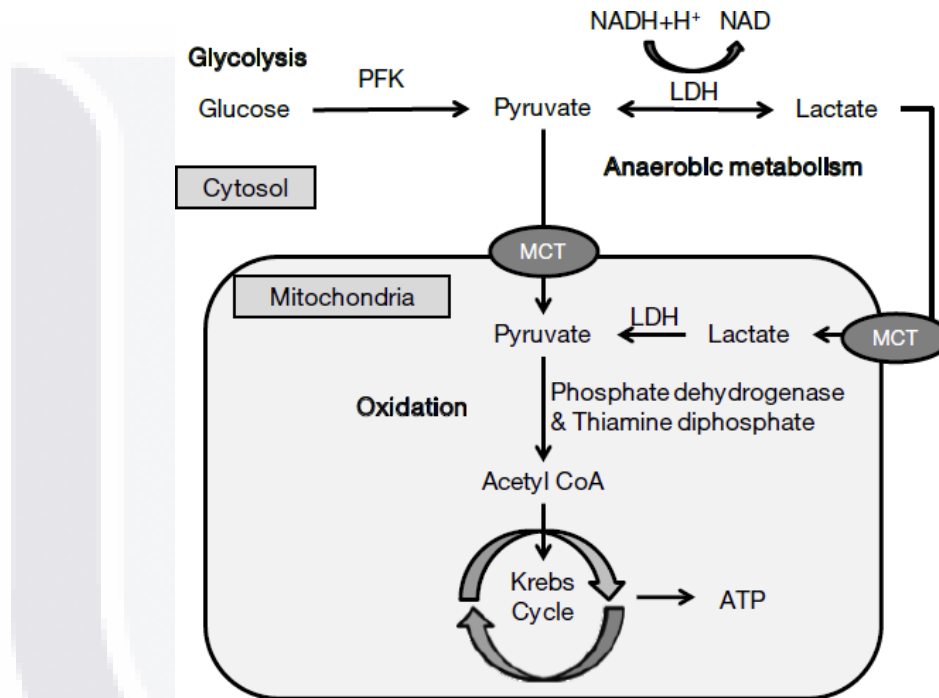 NADH+H⁺ NAD
Glycolysis
PFK
LDH
Glucose
Pyruvate
Lactate
Anaerobic metabolism
Cytosol
MCT
Mitochondria
Pyruvate
LDH
Lactate
MCT
Oxidation
Phosphate dehydrogenase
& Thiamine diphosphate
Acetyl CoA
Krebs
Cycle
ATP